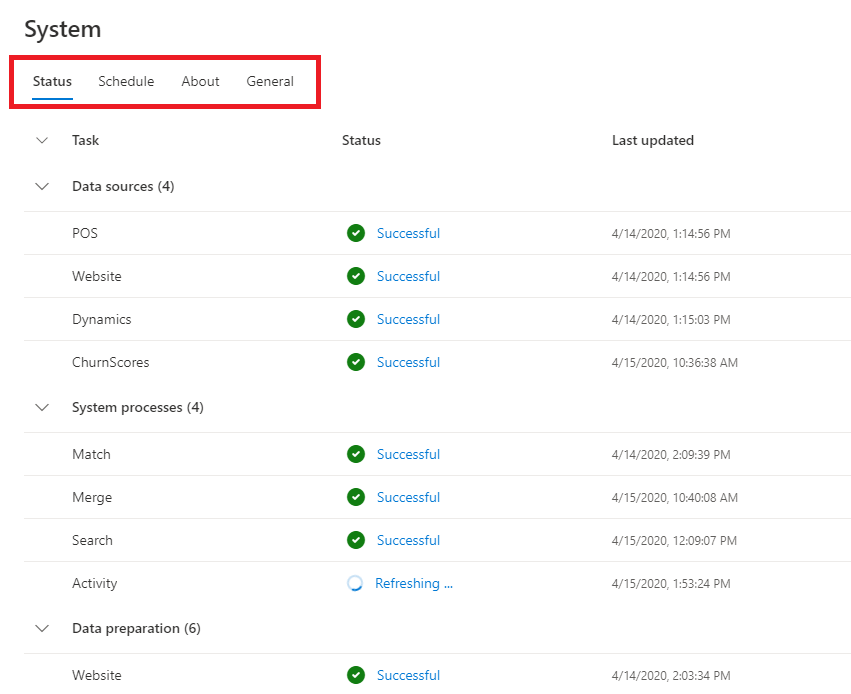 System
Status Schedule About General
Task Status Last updated
Data sources (4)
POS Successful 4/14/2020, 1:14:56 PM
Website Successful 4/14/2020, 1:14:56 PM
Dynamics Successful 4/14/2020, 1:15:03 PM
ChurnScores Successful 4/15/2020, 10:36:38 AM
System processes (4)
Match Successful 4/14/2020, 2:09:39 PM
Merge Successful 4/15/2020, 10:40:08 AM
Search Successful 4/15/2020, 12:09:07 PM
Activity Refreshing ... 4/15/2020, 1:53:24 PM
Data preparation (6)
Website Successful 4/14/2020, 2:03:34 PM